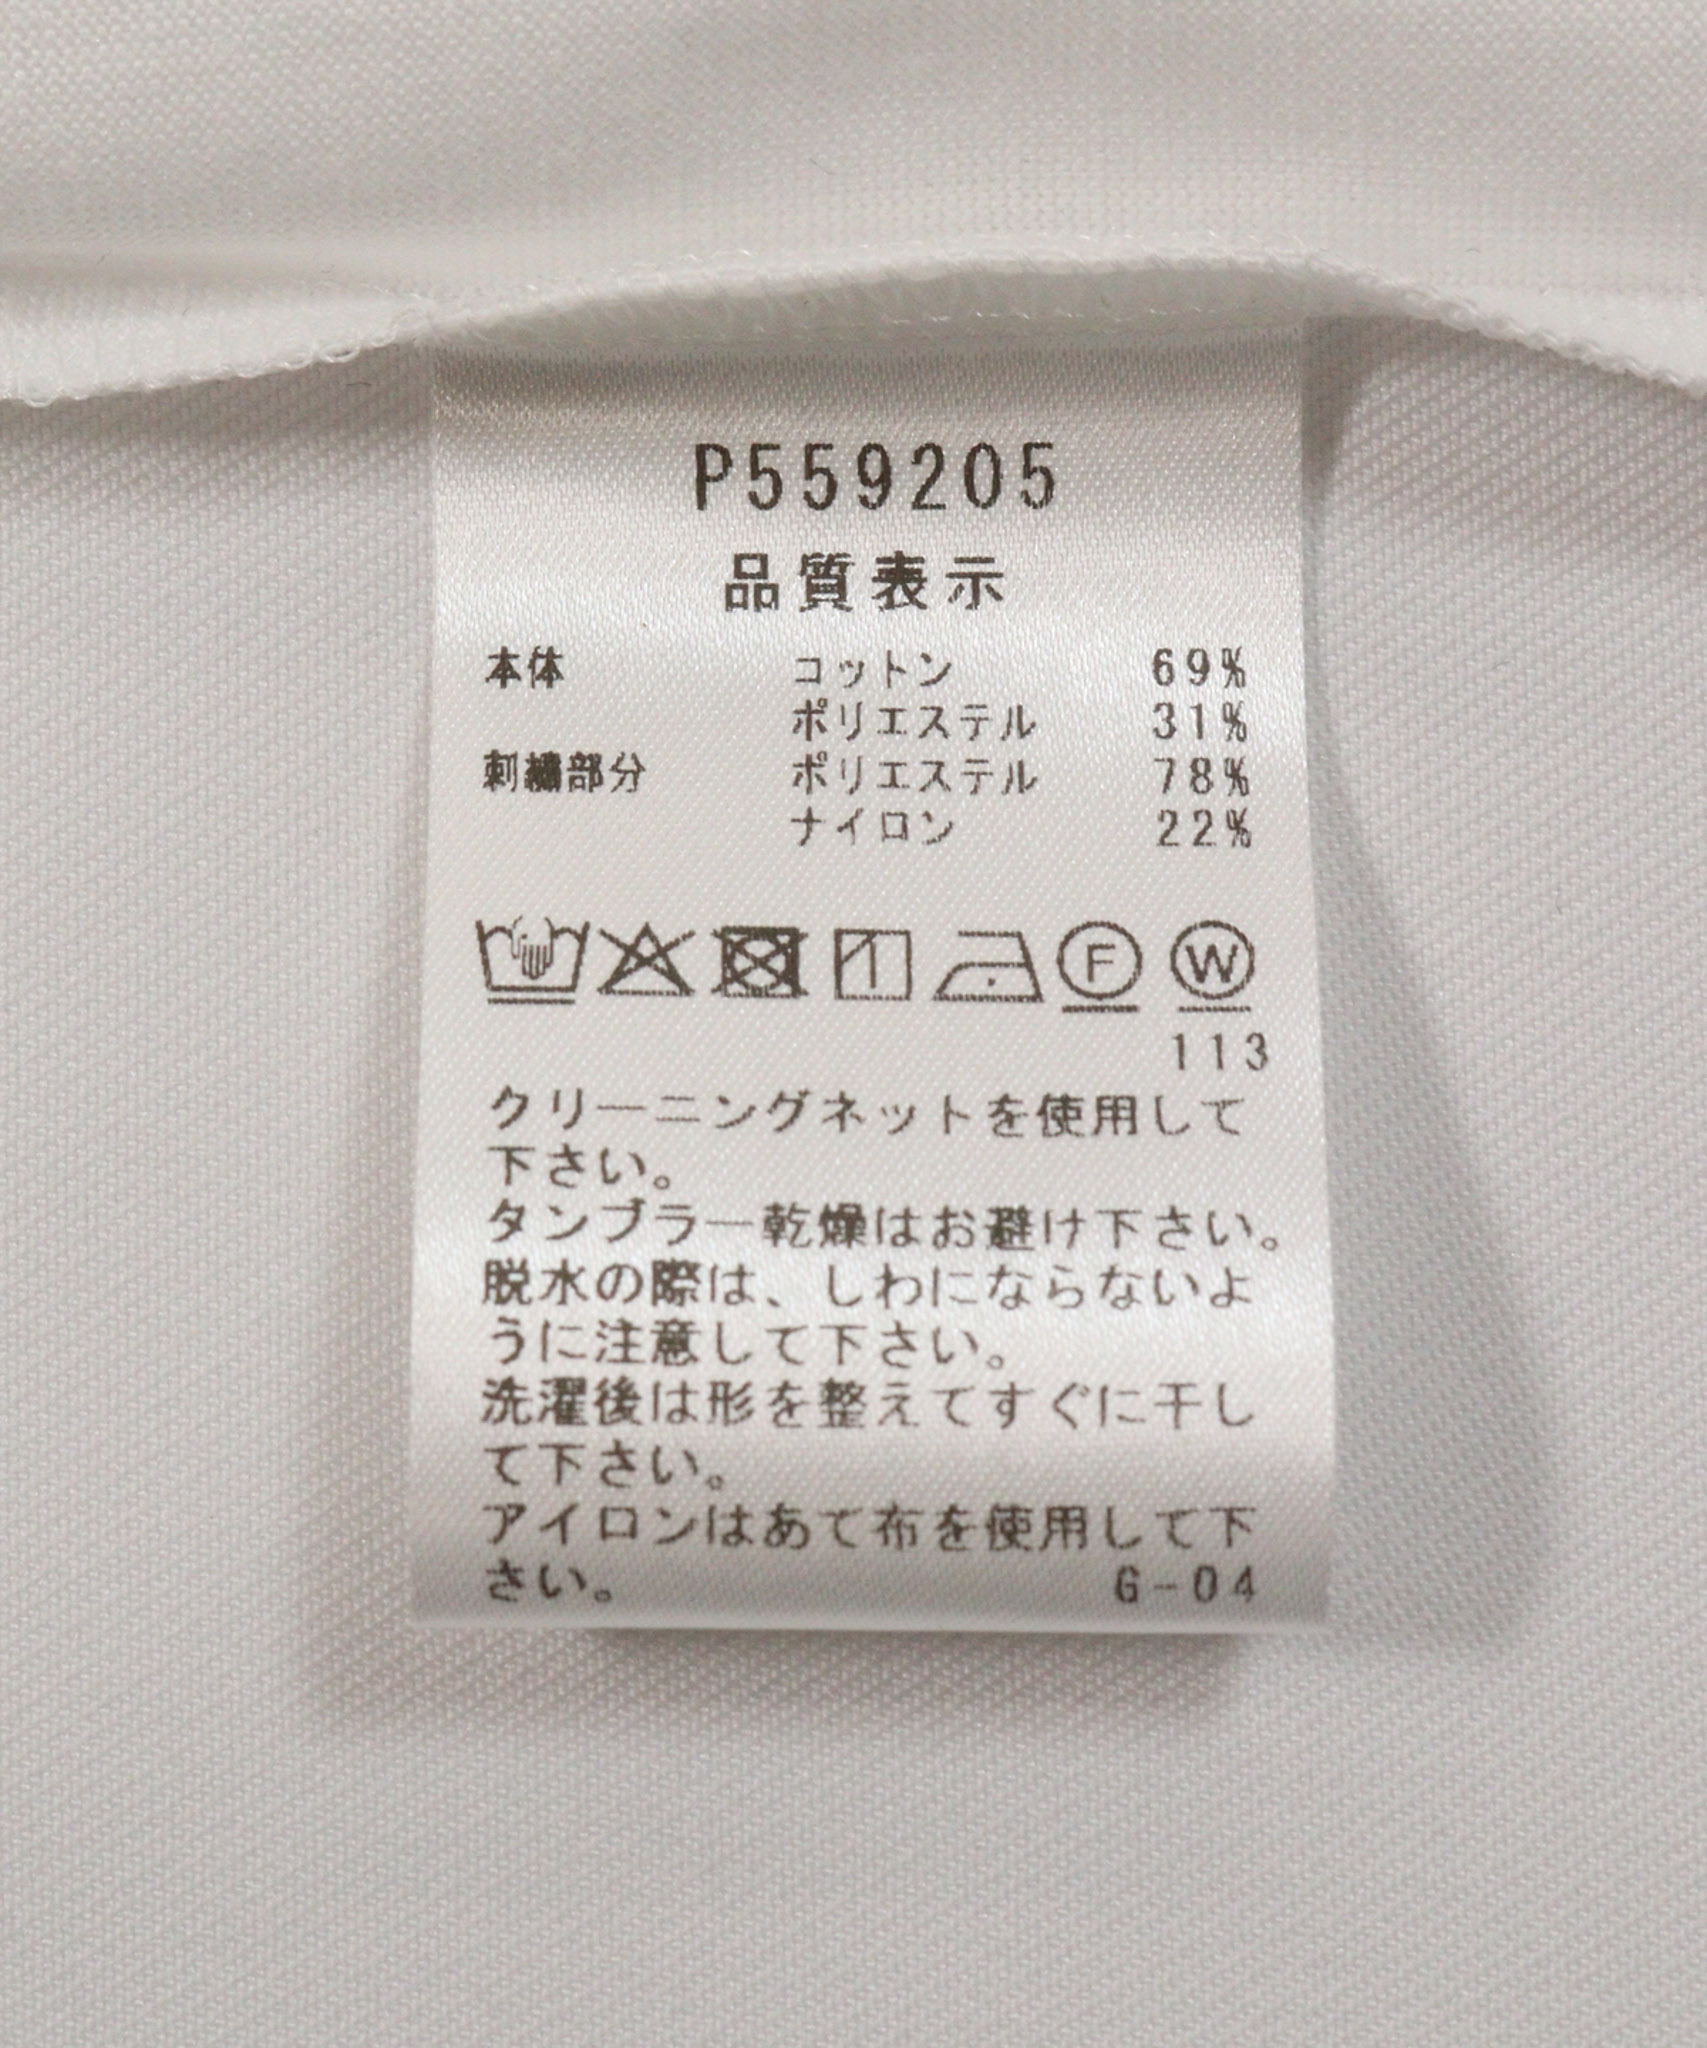 P559205
品質表示
本体 コットン 69%
ポリエステル 31%
刺繍部分 ポリエステル 78%
ナイロン 22%
F W
113
クリーニングネットを使用して
下さい。
タンブラー乾燥はお避け下さい。
脱水の際は、しわにならないよ
うに注意して下さい。
洗濯後は形を整えてすぐに干し
て下さい。
アイロンはあて布を使用して下
さい。 G-04